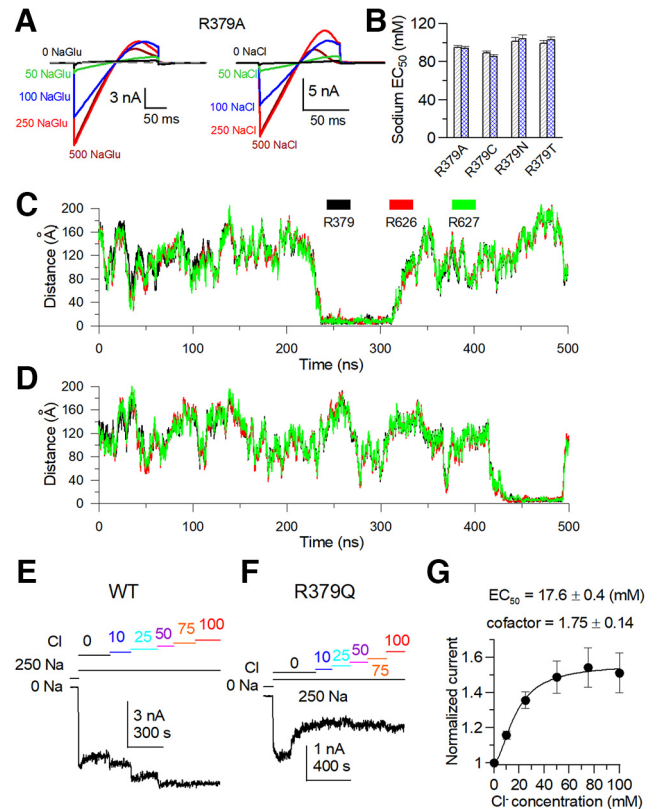 A
R379A
0 NaGlu
50 NaGlu
100 NaGlu
250 NaGlu
500 NaGlu
3 nA
50 ms
0 NaCl
50 NaCl
100 NaCl
250 NaCl
500 NaCl
5 nA
50 ms
B
Sodium EC50 (mM)
120
80
40
0
R379A
R379C
R379N
R379T
C
R379
R626
R627
Distance (Å)
200
160
120
80
40
0
0
100
200
300
400
500
Time (ns)
D
Distance (Å)
200
160
120
80
40
0
0
100
200
300
400
500
Time (ns)
E
WT
Cl
0
10
25
50
75
100
250 Na
0 Na
3 nA
300 s
F
R379Q
Cl
0
10
25
50
75
100
0 Na
250 Na
1 nA
400 s
G
EC50 = 17.6 ± 0.4 (mM)
cofactor = 1.75 ± 0.14
Normalized current
1.6
1.4
1.2
1
0
20
40
60
80
100
Cl- concentration (mM)